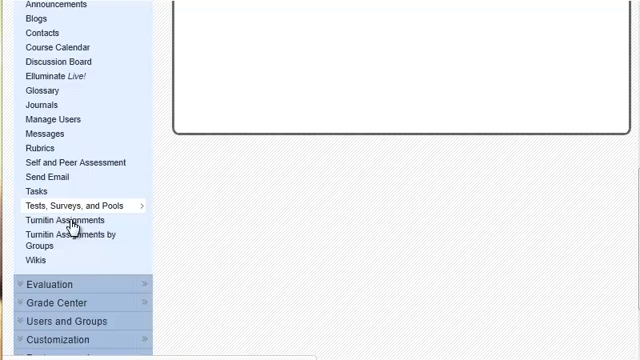 Announcements
Blogs
Contacts
Course Calendar
Discussion Board
Elluminate Live!
Glossary
Journals
Manage Users
Messages
Rubrics
Self and Peer Assessment
Send Email
Tasks
Tests, Surveys, and Pools
Turnitin Assignments
Turnitin Assignments by
Groups
Wikis
Evaluation
Grade Center
Users and Groups
Customization